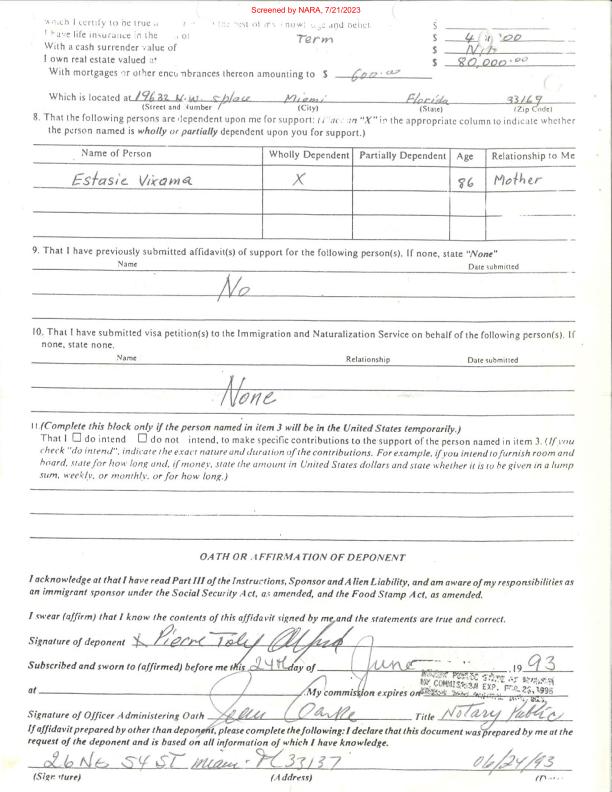 Screened by NARA, 7/21/2023
which I certify to be true a the best of my knowledge and belief. $
I have life insurance in the of Term $
With a cash surrender value of $ N/A
I own real estate valued at $ 80,000.00
With mortgages or other encumbrances thereon amounting to $ 600.00
Which is located at 19632 N.W. 5 place Miami Florida 33169
(Street and Number) (City) (State) (Zip Code)
8. That the following persons are dependent upon me for support: an "X" in the appropriate column to indicate whether
the person named is wholly or partially dependent upon you for support.)
Name of Person Wholly Dependent Partially Dependent Age Relationship to Me
Estasie Vixama X 86 Mother
9. That I have previously submitted affidavit(s) of support for the following person(s). If none, state "None"
Name Date submitted
No
10. That I have submitted visa petition(s) to the Immigration and Naturalization Service on behalf of the following person(s). If
none, state none.
Name Relationship Date submitted
None
11. (Complete this block only if the person named in item 3 will be in the United States temporarily.)
That I ☐ do intend ☐ do not intend, to make specific contributions to the support of the person named in item 3. (If you
check "do intend", indicate the exact nature and duration of the contributions. For example, if you intend to furnish room and
board, state for how long and, if money, state the amount in United States dollars and state whether it is to be given in a lump
sum, weekly, or monthly, or for how long.)
OATH OR AFFIRMATION OF DEPONENT
I acknowledge at that I have read Part III of the Instructions, Sponsor and Alien Liability, and am aware of my responsibilities as
an immigrant sponsor under the Social Security Act, as amended, and the Food Stamp Act, as amended.
I swear (affirm) that I know the contents of this affidavit signed by me and the statements are true and correct.
Signature of deponent X Pierre Toly
Subscribed and sworn to (affirmed) before me this 24th day of June , 19 93
NOTARY PUBLIC STATE OF
MY COMMISSION EXP. FEB. 26, 1995
at , My commission expires on
Signature of Officer Administering Oath Jean Title Notary Public
If affidavit prepared by other than deponent, please complete the following: I declare that this document was prepared by me at the
request of the deponent and is based on all information of which I have knowledge.
26 NE 54 ST Miami - Fl 33137 06/24/93
(Signature) (Address)